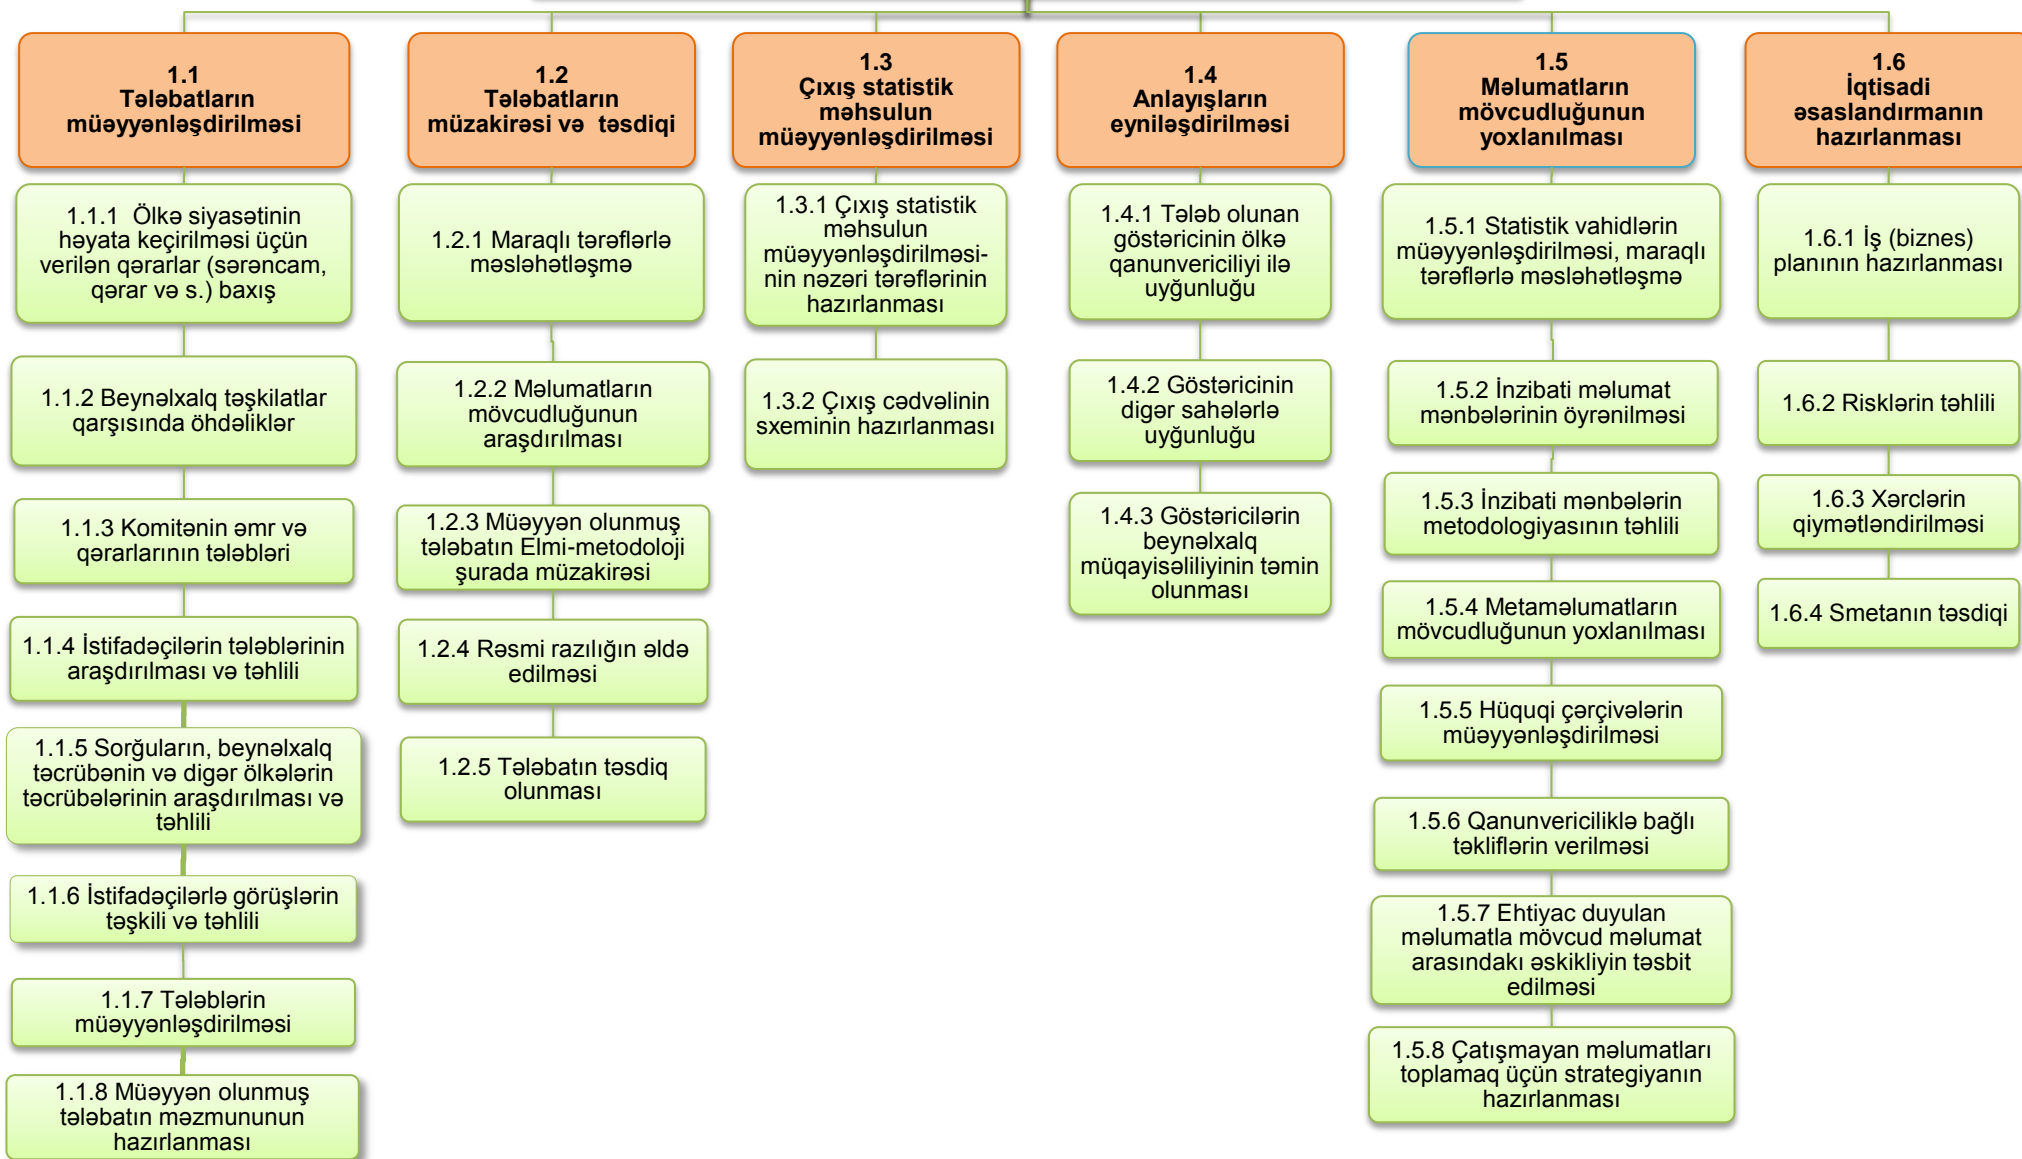 1.1
Tələbatların
müəyyənləşdirilməsi
1.1.1 Ölkə siyasətinin
həyata keçirilməsi üçün
verilən qərarlar (sərəncam,
qərar və s.) baxış
1.1.2 Beynəlxalq təşkilatlar
qarşısında öhdəliklər
1.1.3 Komitənin əmr və
qərarlarının tələbləri
1.1.4 İstifadəçilərin tələblərinin
araşdırılması və təhlili
1.1.5 Sorğuların, beynəlxalq
təcrübənin və digər ölkələrin
təcrübələrinin araşdırılması və
təhlili
1.1.6 İstifadəçilərlə görüşlərin
təşkili və təhlili
1.1.7 Tələblərin
müəyyənləşdirilməsi
1.1.8 Müəyyən olunmuş
tələbatın məzmununun
hazırlanması
1.2
Tələbatların
müzakirəsi və təsdiqi
1.2.1 Maraqlı tərəflərlə
məsləhətləşmə
1.2.2 Məlumatların
mövcudluğunun
araşdırılması
1.2.3 Müəyyən olunmuş
tələbatın Elmi-metodoloji
şurada müzakirəsi
1.2.4 Rəsmi razılığın əldə
edilməsi
1.2.5 Tələbatın təsdiq
olunması
1.3
Çıxış statistik
məhsulun
müəyyənləşdirilməsi
1.3.1 Çıxış statistik
məhsulun
müəyyənləşdirilməsi-
nin nəzəri tərəflərinin
hazırlanması
1.3.2 Çıxış cədvəlinin
sxeminin hazırlanması
1.4
Anlayışların
eyniləşdirilməsi
1.4.1 Tələb olunan
göstəricinin ölkə
qanunvericiliyi ilə
uyğunluğu
1.4.2 Göstəricinin
digər sahələrlə
uyğunluğu
1.4.3 Göstəricilərin
beynəlxalq
müqayisəliliyinin təmin
olunması
1.5
Məlumatların
mövcudluğunun
yoxlanılması
1.5.1 Statistik vahidlərin
müəyyənləşdirilməsi, maraqlı
tərəflərlə məsləhətləşmə
1.5.2 İnzibati məlumat
mənbələrinin öyrənilməsi
1.5.3 İnzibati mənbələrin
metodologiyasının təhlili
1.5.4 Metaməlumatların
mövcudluğunun yoxlanılması
1.5.5 Hüquqi çərçivələrin
müəyyənləşdirilməsi
1.5.6 Qanunvericiliklə bağlı
təkliflərin verilməsi
1.5.7 Ehtiyac duyulan
məlumatla mövcud məlumat
arasındakı əskikliyin təsbit
edilməsi
1.5.8 Çatışmayan məlumatları
toplamaq üçün strategiyanın
hazırlanması
1.6
İqtisadi
əsaslandırmanın
hazırlanması
1.6.1 İş (biznes)
planının hazırlanması
1.6.2 Risklərin təhlili
1.6.3 Xərclərin
qiymətləndirilməsi
1.6.4 Smetanın təsdiqi